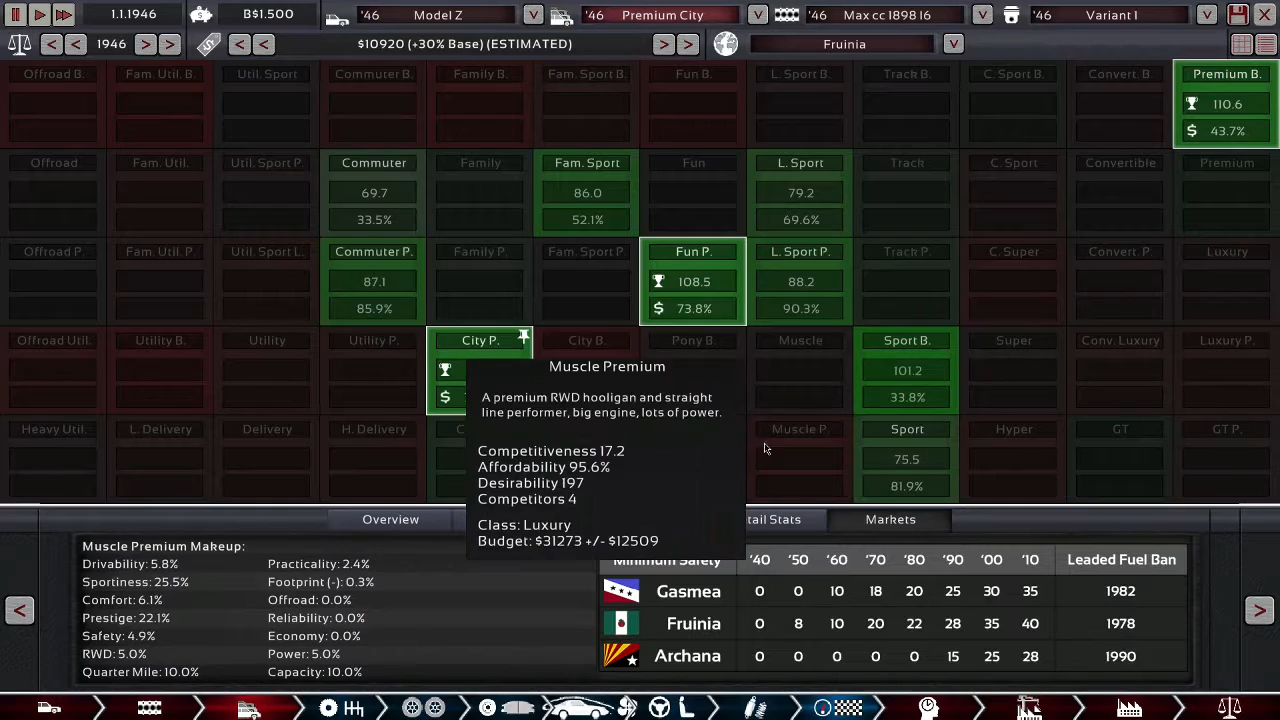 1.1.1946
B$1.500
'46 Model Z
'46 Premium City
'46 Max cc 1898 I6
'46 Variant 1
1946
$10920 (+30% Base) (ESTIMATED)
Fruinia
Offroad B. Fam. Util. B. Util. Sport Commuter B. Family B. Fam. Sport B. Fun B. L. Sport B. Track B. C. Sport B. Convert. B. Premium B.
110.6
$ 43.7%
Offroad Fam. Util. Util. Sport P. Commuter Family Fam. Sport Fun L. Sport Track C. Sport Convertible Premium
69.7 86.0 79.2
33.5% 52.1% 69.6%
Offroad P. Fam. Util. P. Util. Sport L. Commuter P. Family P. Fam. Sport P. Fun P. L. Sport P. Track P. C. Super Convert. P. Luxury
87.1 108.5 88.2
85.9% $ 73.8% 90.3%
Offroad Util. Utility B. Utility Utility P. City P. City B. Pony B. Muscle Sport B. Super Conv. Luxury Luxury P.
101.2
$ 33.8%
Heavy Util. L. Delivery Delivery H. Delivery C Muscle P. Sport Hyper GT GT P.
75.5
81.9%
Muscle Premium
A premium RWD hooligan and straight
line performer, big engine, lots of power.
Competitiveness 17.2
Affordability 95.6%
Desirability 197
Competitors 4
Class: Luxury
Budget: $31273 +/- $12509
Overview tail Stats Markets
Muscle Premium Makeup:
Drivability: 5.8% Practicality: 2.4%
Sportiness: 25.5% Footprint (-): 0.3%
Comfort: 6.1% Offroad: 0.0%
Prestige: 22.1% Reliability: 0.0%
Safety: 4.9% Economy: 0.0%
RWD: 5.0% Power: 5.0%
Quarter Mile: 10.0% Capacity: 10.0%
Minimum Safety '40 '50 '60 '70 '80 '90 '00 '10 Leaded Fuel Ban
Gasmea 0 0 10 18 20 25 30 35 1982
Fruinia 0 8 10 20 22 28 35 40 1978
Archana 0 0 0 0 0 15 25 28 1990